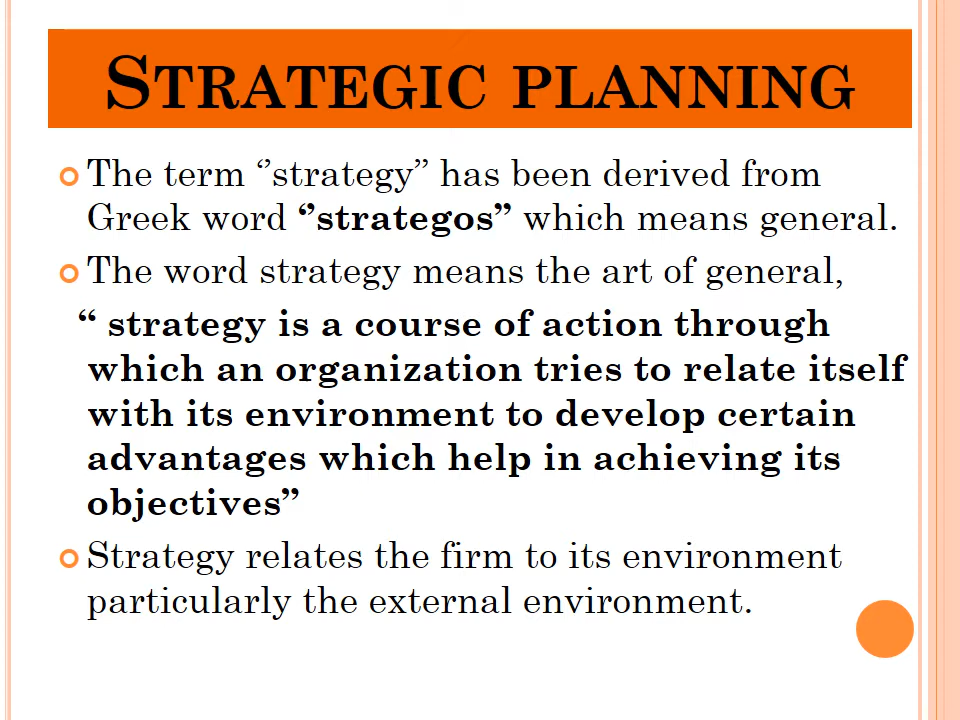 STRATEGIC PLANNING
The term ‘’strategy’’ has been derived from
Greek word ‘’strategos’’ which means general.
The word strategy means the art of general,
“ strategy is a course of action through
which an organization tries to relate itself
with its environment to develop certain
advantages which help in achieving its
objectives”
Strategy relates the firm to its environment
particularly the external environment.